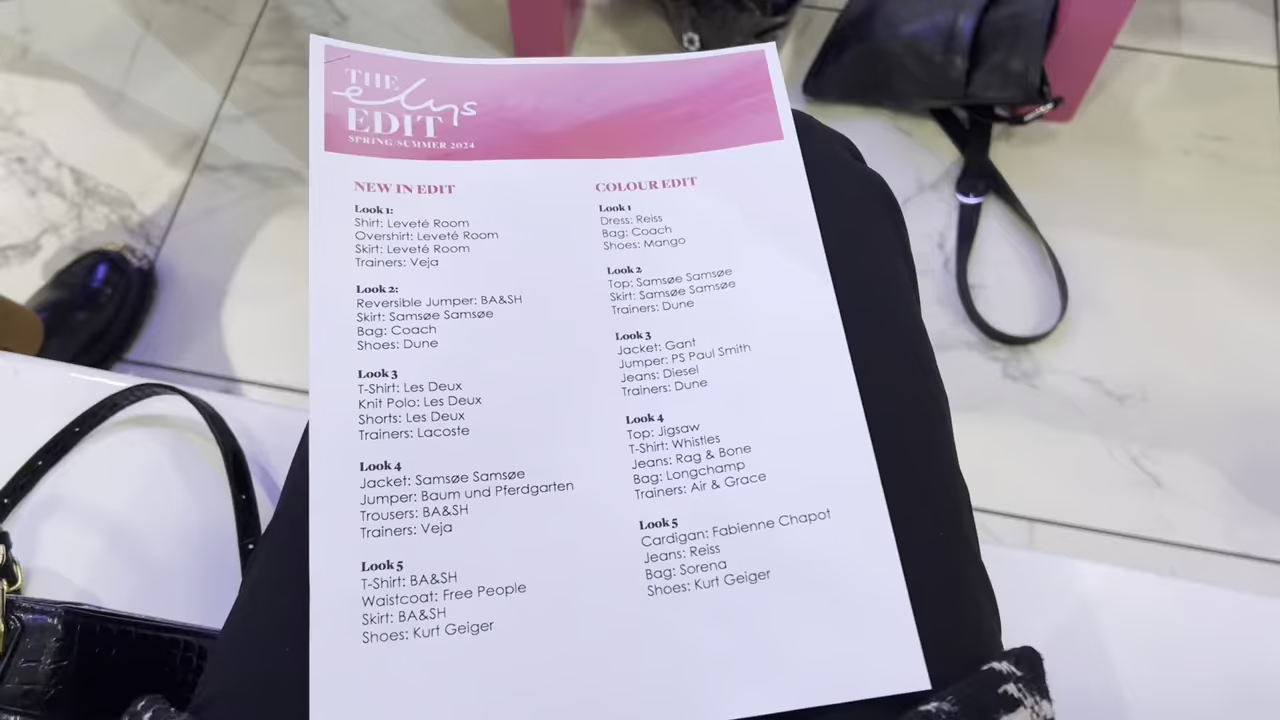 THE
elys
EDIT
SPRING/SUMMER 2024
NEW IN EDIT
Look 1:
Shirt: Leveté Room
Overshirt: Leveté Room
Skirt: Leveté Room
Trainers: Veja
Look 2:
Reversible Jumper: BA&SH
Skirt: Samsøe Samsøe
Bag: Coach
Shoes: Dune
Look 3
T-Shirt: Les Deux
Knit Polo: Les Deux
Shorts: Les Deux
Trainers: Lacoste
Look 4
Jacket: Samsøe Samsøe
Jumper: Baum und Pferdgarten
Trousers: BA&SH
Trainers: Veja
Look 5
T-Shirt: BA&SH
Waistcoat: Free People
Skirt: BA&SH
Shoes: Kurt Geiger
COLOUR EDIT
Look 1
Dress: Reiss
Bag: Coach
Shoes: Mango
Look 2
Top: Samsøe Samsøe
Skirt: Samsøe Samsøe
Trainers: Dune
Look 3
Jacket: Gant
Jumper: PS Paul Smith
Jeans: Diesel
Trainers: Dune
Look 4
Top: Jigsaw
T-Shirt: Whistles
Jeans: Rag & Bone
Bag: Longchamp
Trainers: Air & Grace
Look 5
Cardigan: Fabienne Chapot
Jeans: Reiss
Bag: Sorena
Shoes: Kurt Geiger